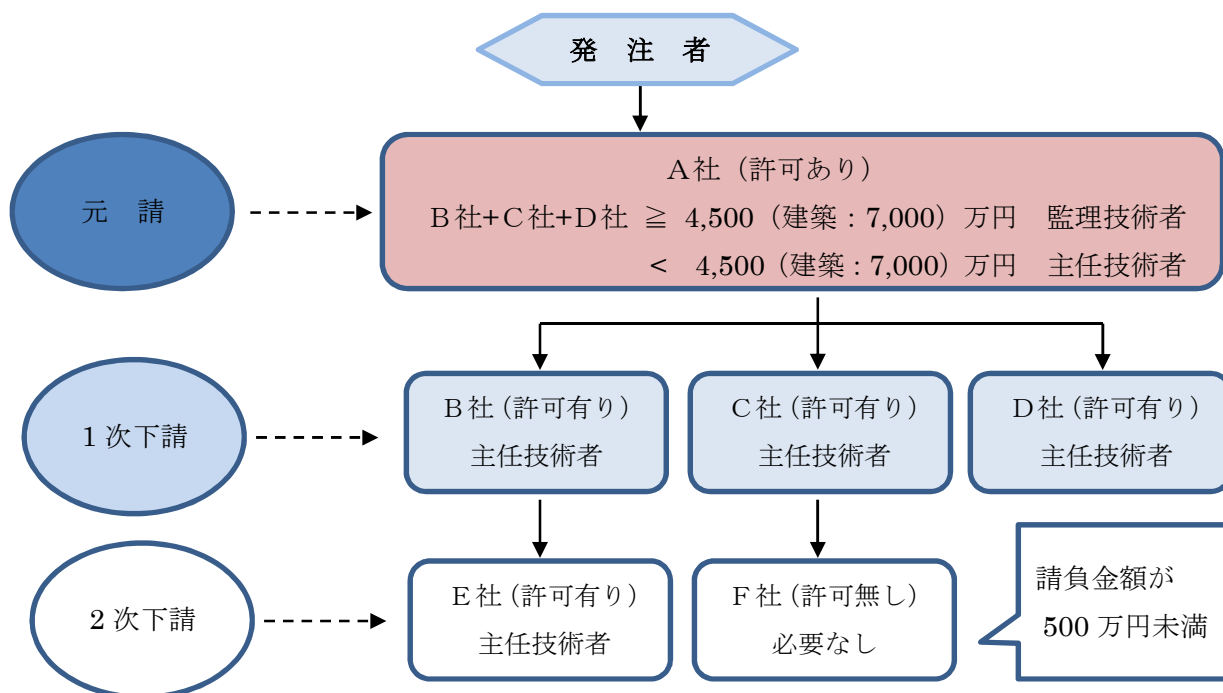 発 注 者
元 請
A社（許可あり）
B社+C社+D社 ≧ 4,500（建築：7,000）万円 監理技術者
＜ 4,500（建築：7,000）万円 主任技術者
1次下請
B社（許可有り）
主任技術者
C社（許可有り）
主任技術者
D社（許可有り）
主任技術者
2次下請
E社（許可有り）
主任技術者
F社（許可無し）
必要なし
請負金額が
500万円未満